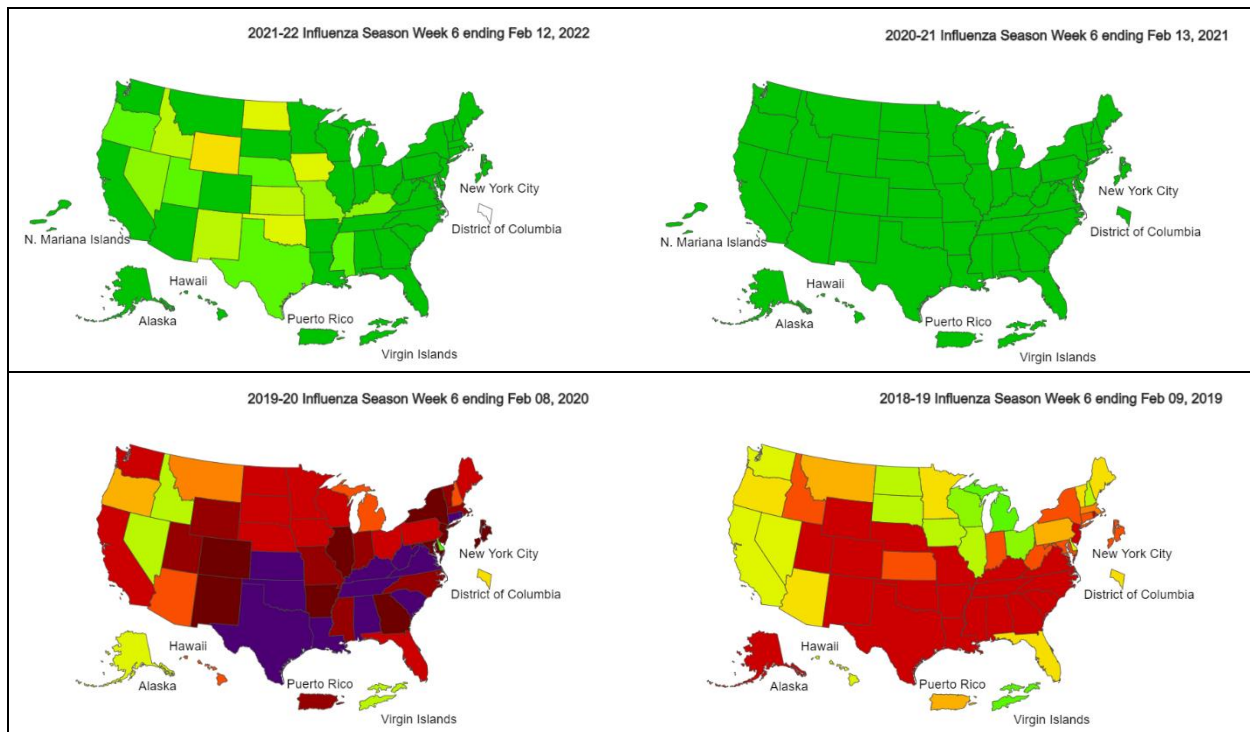 2021-22 Influenza Season Week 6 ending Feb 12, 2022
New York City
District of Columbia
N. Mariana Islands
Hawaii
Alaska
Puerto Rico
Virgin Islands
2020-21 Influenza Season Week 6 ending Feb 13, 2021
New York City
District of Columbia
N. Mariana Islands
Hawaii
Alaska
Puerto Rico
Virgin Islands
2019-20 Influenza Season Week 6 ending Feb 08, 2020
New York City
District of Columbia
Hawaii
Alaska
Puerto Rico
Virgin Islands
2018-19 Influenza Season Week 6 ending Feb 09, 2019
New York City
District of Columbia
Hawaii
Alaska
Puerto Rico
Virgin Islands